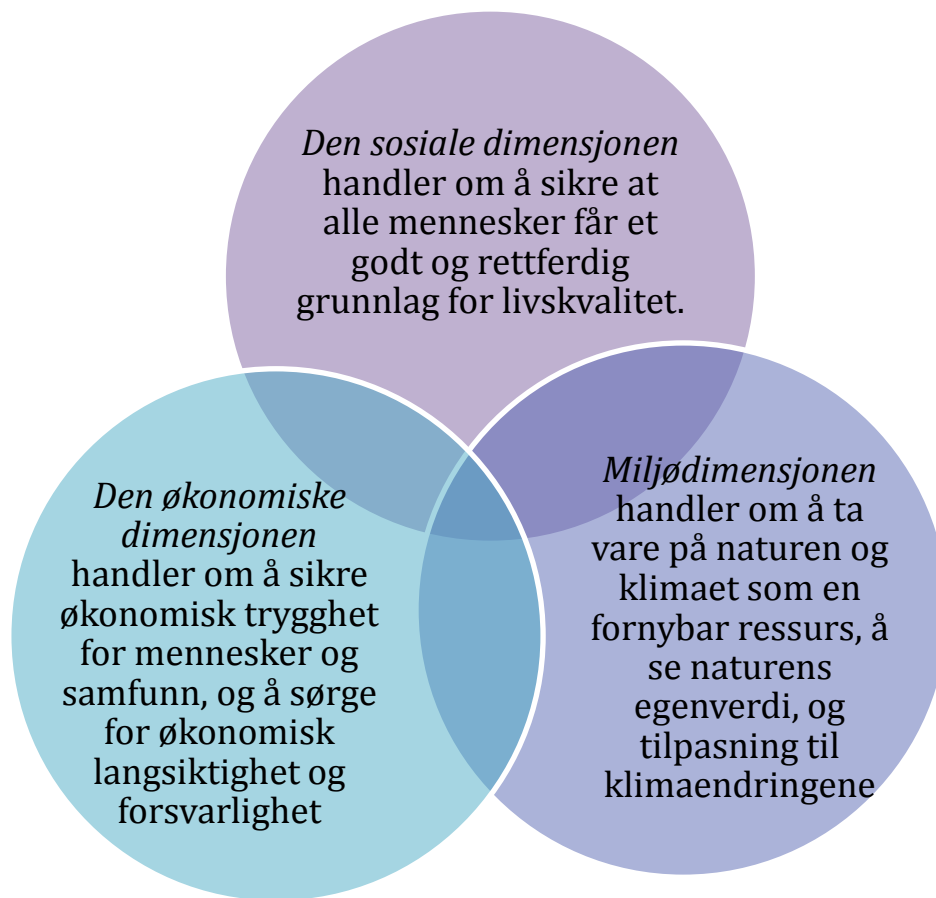 Den sosiale dimensjonen
handler om å sikre at
alle mennesker får et
godt og rettferdig
grunnlag for livskvalitet.
Den økonomiske
dimensjonen
handler om å sikre
økonomisk trygghet
for mennesker og
samfunn, og å sørge
for økonomisk
langsiktighet og
forsvarlighet
Miljødimensjonen
handler om å ta
vare på naturen og
klimaet som en
fornybar ressurs, å
se naturens
egenverdi, og
tilpasning til
klimaendringene